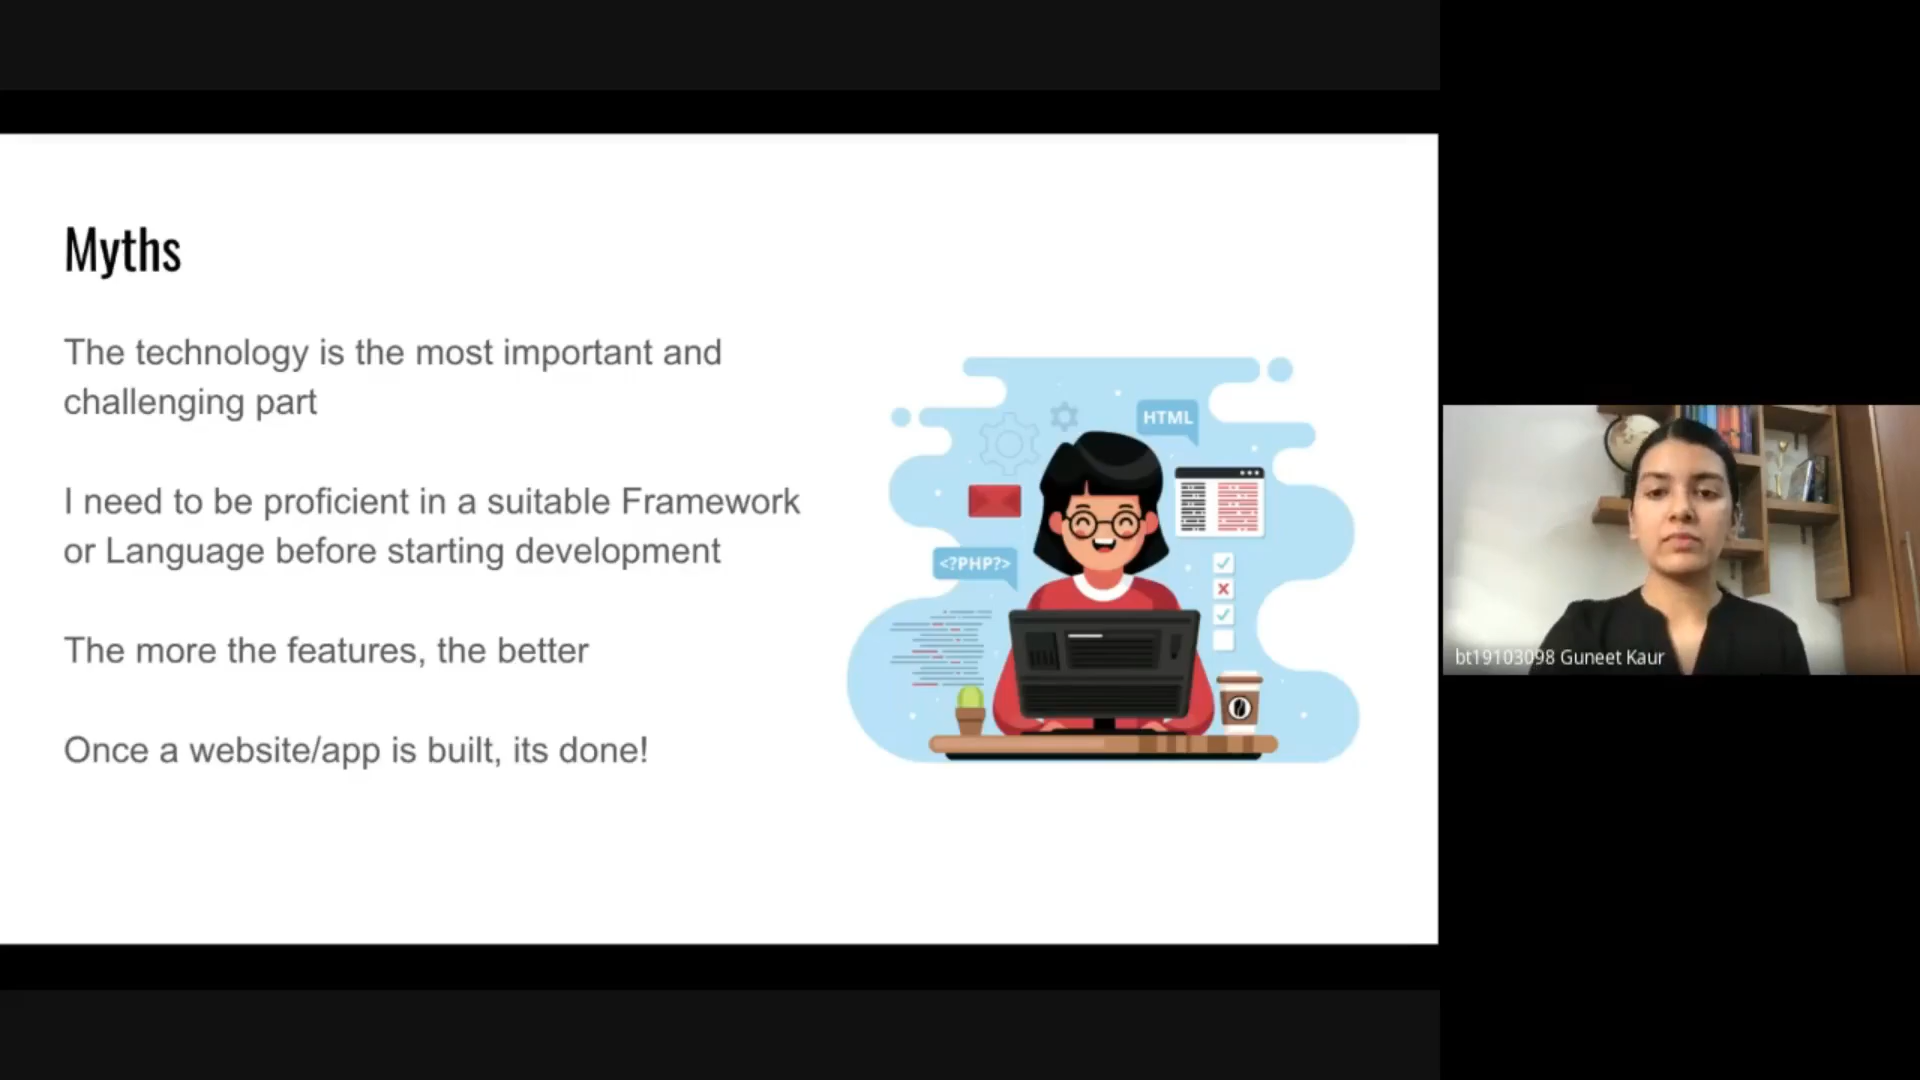 Myths
The technology is the most important and
challenging part
I need to be proficient in a suitable Framework
or Language before starting development
The more the features, the better
Once a website/app is built, its done!
HTML
<?PHP?>
bt19103098 Guneet Kaur